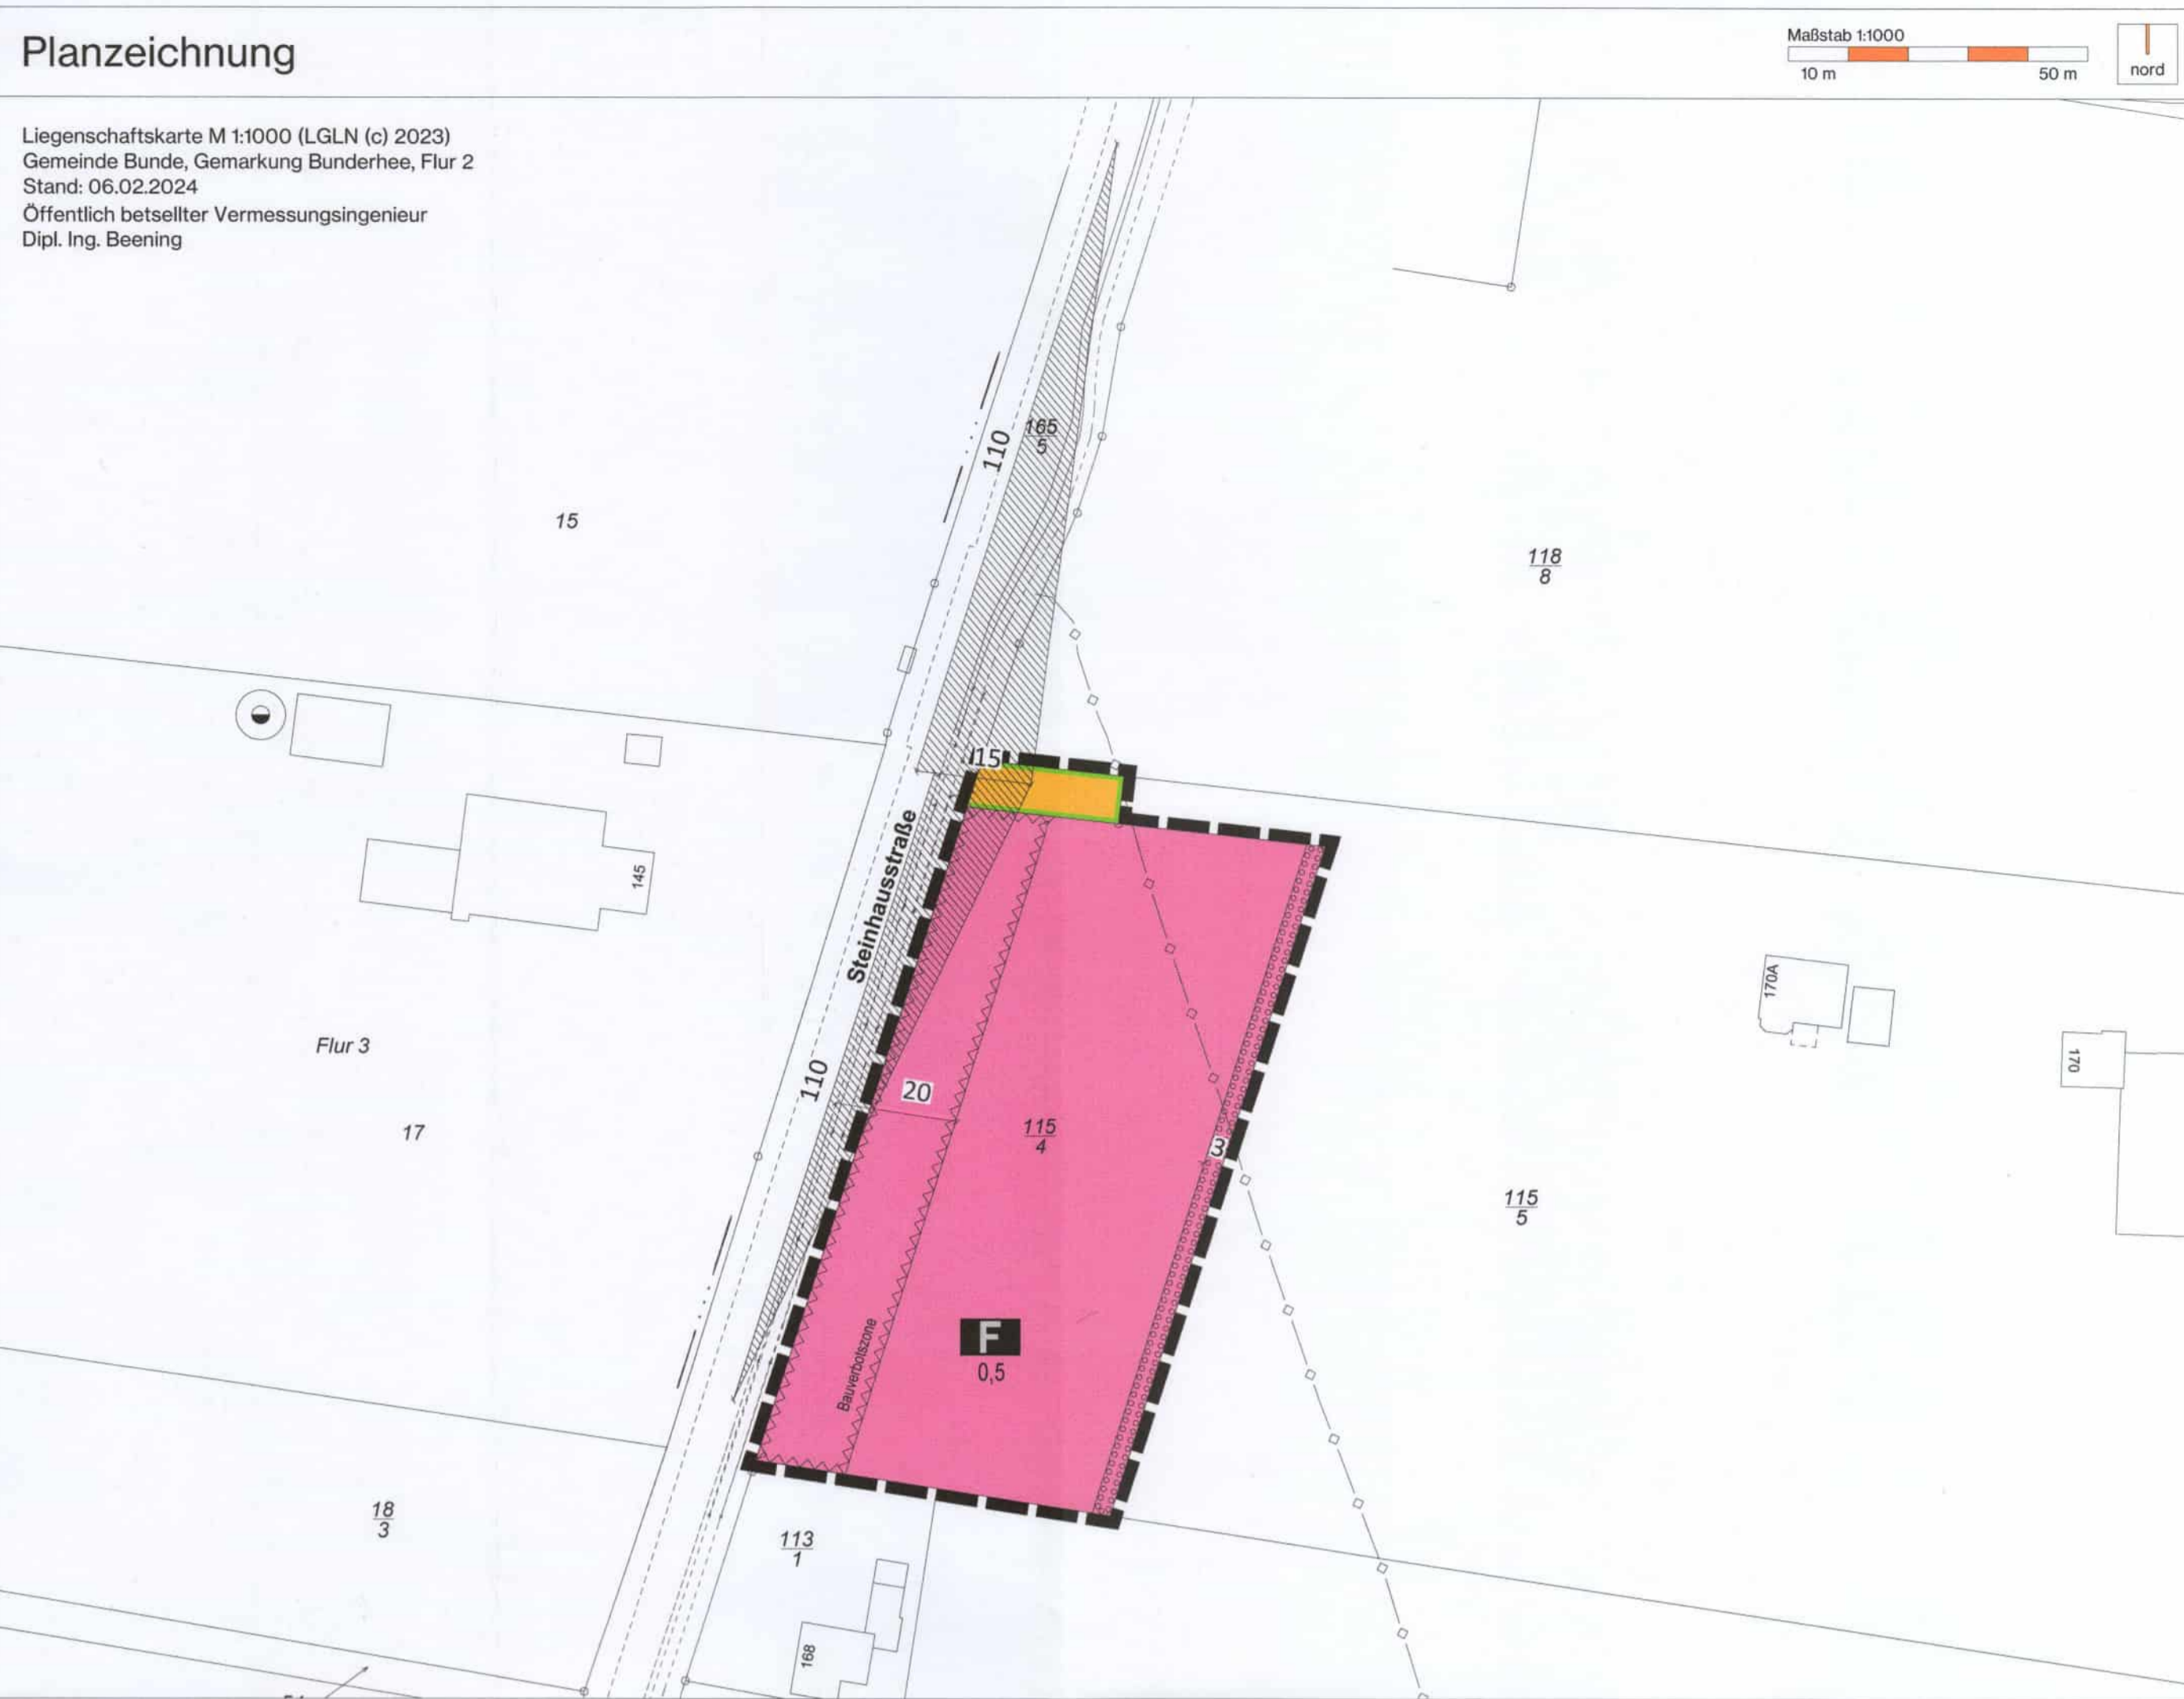 Planzeichnung
Maßstab 1:1000
10 m
50 m
nord
Liegenschaftskarte M 1:1000 (LGLN (c) 2023)
Gemeinde Bunde, Gemarkung Bunderhee, Flur 2
Stand: 06.02.2024
Öffentlich betsellter Vermessungsingenieur
Dipl. Ing. Beening
110
165
5
15
118
8
15
Steinhausstraße
145
170A
170
Flur 3
110
20
17
115
4
3
115
5
F
0,5
Bauverbotszone
18
3
113
1
168